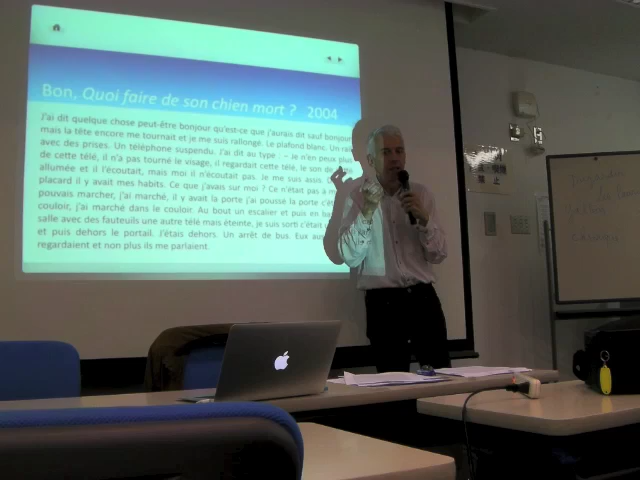 Bon, Quoi faire de son chien mort ? 2004
J'ai dit quelque chose peut-être bonjour qu'est-ce que j'aurais dit sauf bonjour
mais la tête encore me tournait et je me suis rallongé. Le plafond blanc. Un rail
avec des prises. Un téléphone suspendu. J'ai dit au type : – Je n'en peux plus
de cette télé, il n'a pas tourné le visage, il regardait cette télé, le son de
allumée et il l'écoutait, mais moi il n'écoutait pas. Je me suis assis.
placard il y avait mes habits. Ce que j'avais sur moi ? Ce n'était pas à
pouvais marcher, j'ai marché, il y avait la porte j'ai poussé la porte
couloir, j'ai marché dans le couloir. Au bout un escalier et puis en
salle avec des fauteuils une autre télé mais éteinte, je suis sorti c'était
et puis dehors le portail. J'étais dehors. Un arrêt de bus. Eux
regardaient et non plus ils me parlaient.